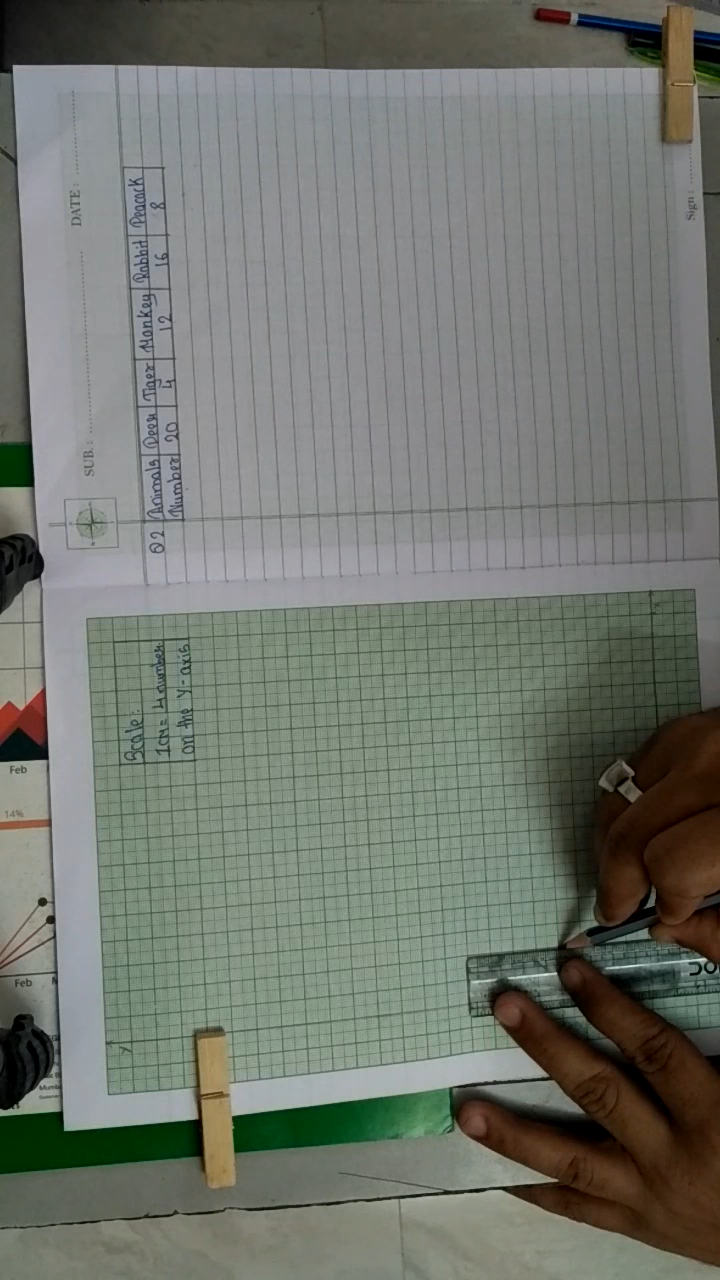 SUB. : DATE :
Q2 Animals Deer Tiger Monkey Rabbit Peacock
Number 20 4 12 16 8
Sign :
Scale:
1cm = 4 number
on the Y-axis
Y
Feb
14%
Feb